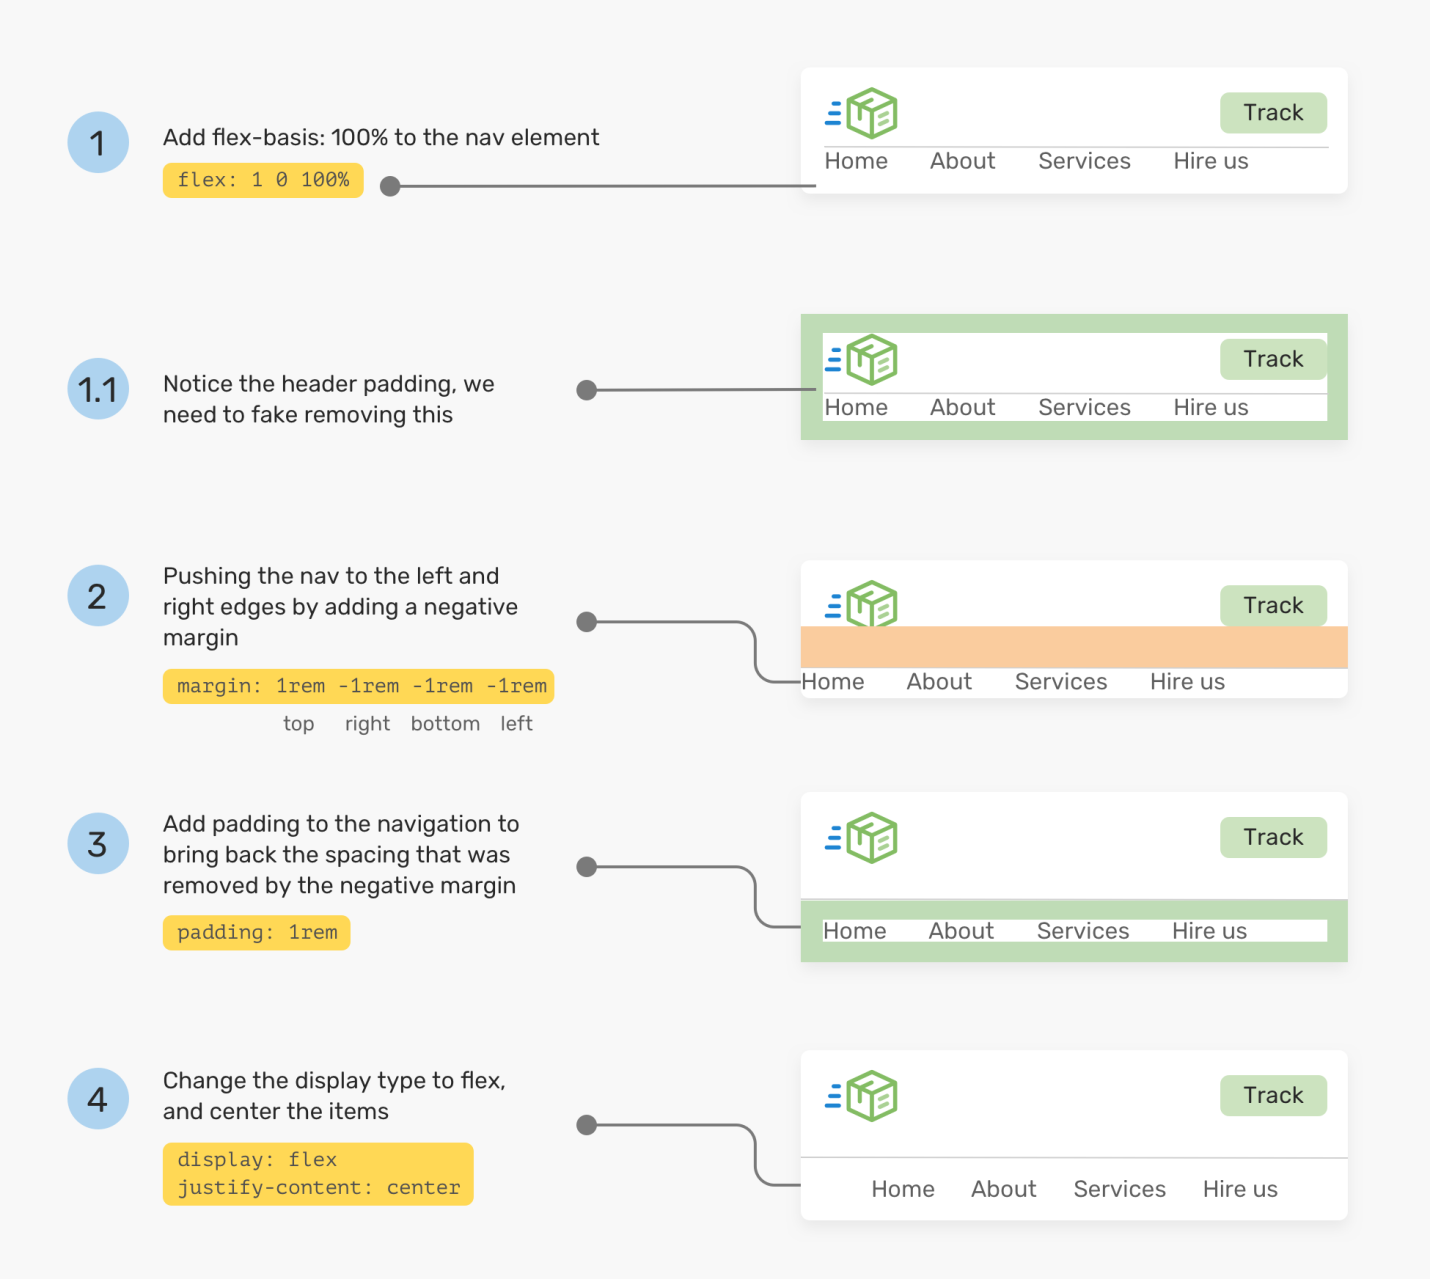 1
Add flex-basis: 100% to the nav element
flex: 1 0 100%
Track
Home About Services Hire us
1.1
Notice the header padding, we
need to fake removing this
Track
Home About Services Hire us
2
Pushing the nav to the left and
right edges by adding a negative
margin
margin: 1rem -1rem -1rem -1rem
top right bottom left
Track
Home About Services Hire us
3
Add padding to the navigation to
bring back the spacing that was
removed by the negative margin
padding: 1rem
Track
Home About Services Hire us
4
Change the display type to flex,
and center the items
display: flex
justify-content: center
Track
Home About Services Hire us